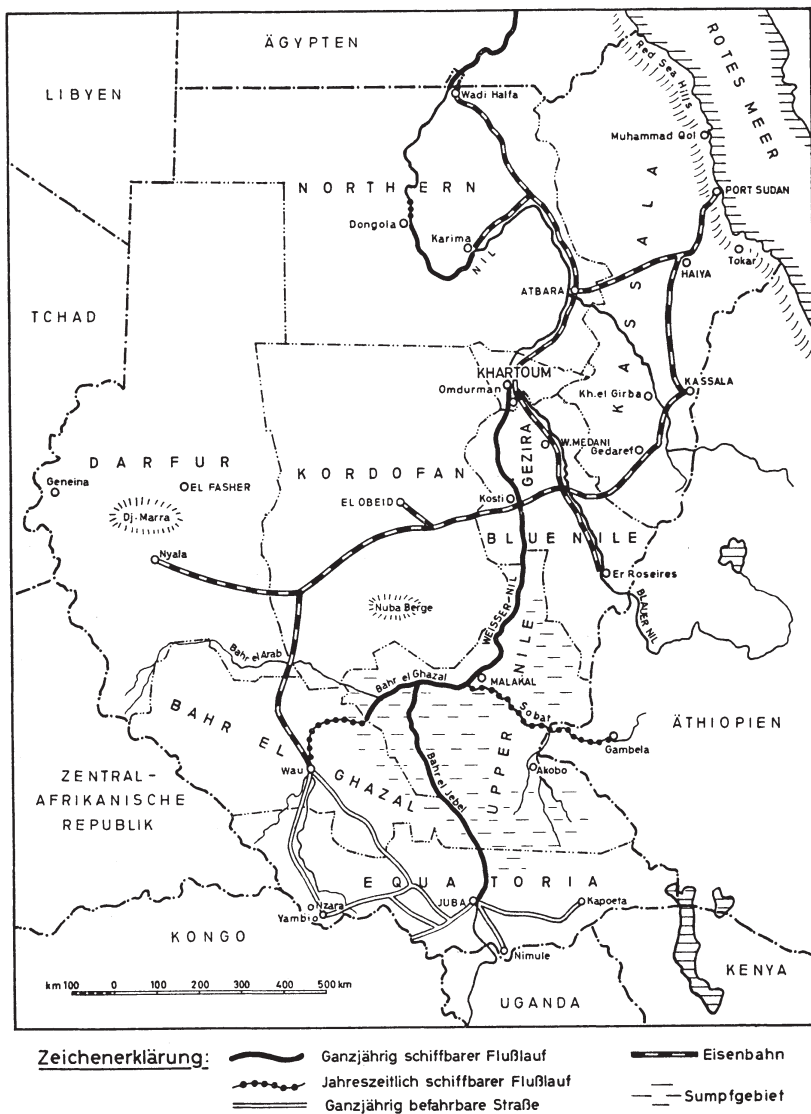 ÄGYPTEN
LIBYEN
ROTES MEER
Red Sea Hills
Wadi Halfa
Muhammad Qol
NORTHERN
PORT SUDAN
Dongola
Karima
NIL
Tokar
HAIYA
ATBARA
KASSALA
TCHAD
KHARTOUM
Omdurman
Kh.el Girba
KASSALA
GEZIRA
W.MEDANI
Gedaref
DARFUR
KORDOFAN
Geneina
EL FASHER
EL OBEID
Kosti
Dj.Marra
BLUE NILE
Nyala
Er Roseires
Nuba Berge
WEISSER-NIL
BLAUER NIL
Bahr el Arab
Bahr el Ghazal
MALAKAL
UPPER NILE
Sobat
BAHR EL GHAZAL
ÄTHIOPIEN
Gambela
Wau
Akobo
Bahr el Jebel
ZENTRAL-
AFRIKANISCHE
REPUBLIK
EQUATORIA
Nzara
JUBA
Kapoeta
Yambi
KONGO
Nimule
KENYA
km 100 0 100 200 300 400 500 km
UGANDA
Zeichenerklärung:
Ganzjährig schiffbarer Flußlauf
Eisenbahn
Jahreszeitlich schiffbarer Flußlauf
Sumpfgebiet
Ganzjährig befahrbare Straße